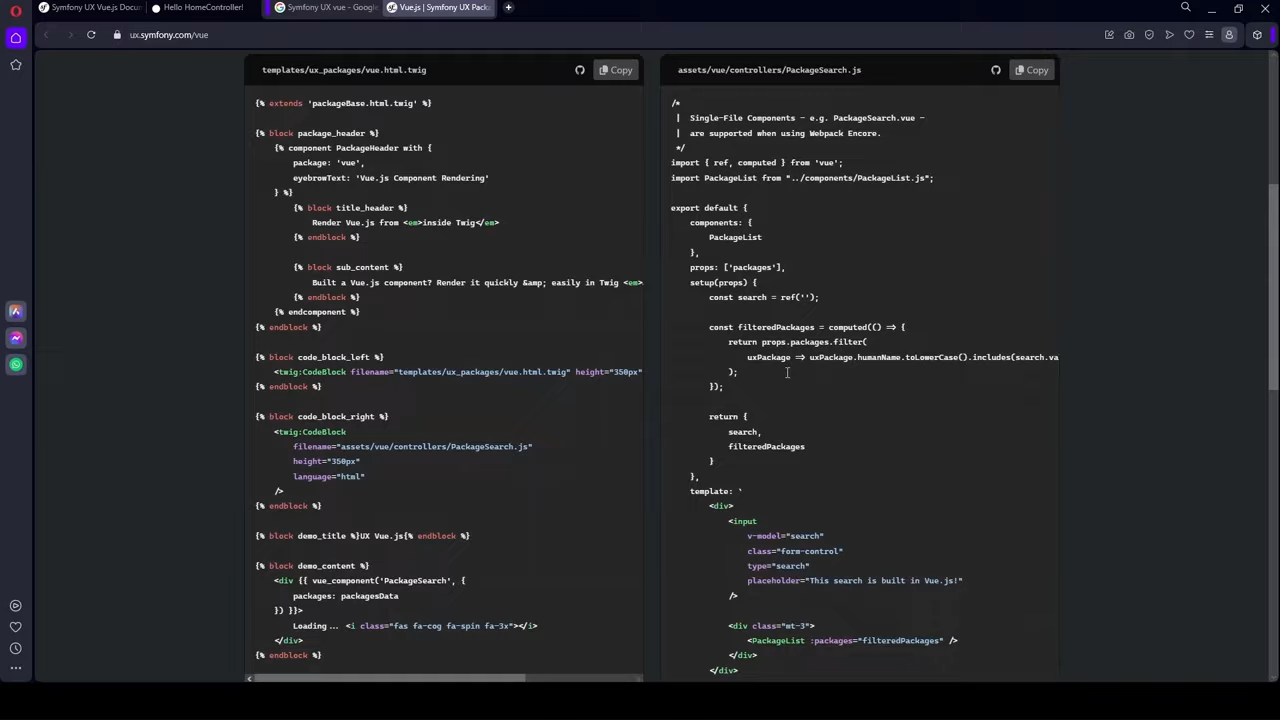 Symfony UX Vue.js Docu
Hello HomeController!
Symfony UX vue - Google
Vue.js | Symfony UX Pack
ux.symfony.com/vue
templates/ux_packages/vue.html.twig
Copy
{% extends 'packageBase.html.twig' %}
{% block package_header %}
{% component PackageHeader with {
package: 'vue',
eyebrowText: 'Vue.js Component Rendering'
} %}
{% block title_header %}
Render Vue.js from <em>inside Twig</em>
{% endblock %}
{% block sub_content %}
Built a Vue.js component? Render it quickly &amp; easily in Twig <em>
{% endblock %}
{% endcomponent %}
{% endblock %}
{% block code_block_left %}
<twig:CodeBlock filename="templates/ux_packages/vue.html.twig" height="350px"
{% endblock %}
{% block code_block_right %}
<twig:CodeBlock
filename="assets/vue/controllers/PackageSearch.js"
height="350px"
language="html"
/>
{% endblock %}
{% block demo_title %}UX Vue.js{% endblock %}
{% block demo_content %}
<div {{ vue_component('PackageSearch', {
packages: packagesData
}) }}>
Loading... <i class="fas fa-cog fa-spin fa-3x"></i>
</div>
{% endblock %}
assets/vue/controllers/PackageSearch.js
Copy
/*
| Single-File Components - e.g. PackageSearch.vue -
| are supported when using Webpack Encore.
*/
import { ref, computed } from 'vue';
import PackageList from "../components/PackageList.js";
export default {
components: {
PackageList
},
props: ['packages'],
setup(props) {
const search = ref('');
const filteredPackages = computed(() => {
return props.packages.filter(
uxPackage => uxPackage.humanName.toLowerCase().includes(search.va
);
});
return {
search,
filteredPackages
}
},
template: `
<div>
<input
v-model="search"
class="form-control"
type="search"
placeholder="This search is built in Vue.js!"
/>
<div class="mt-3">
<PackageList :packages="filteredPackages" />
</div>
</div>